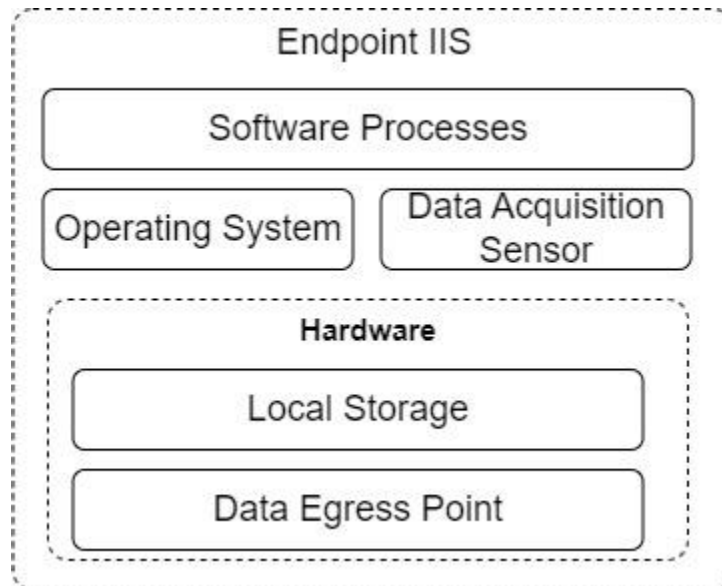 Endpoint IIS
Software Processes
Operating System
Data Acquisition
Sensor
Hardware
Local Storage
Data Egress Point